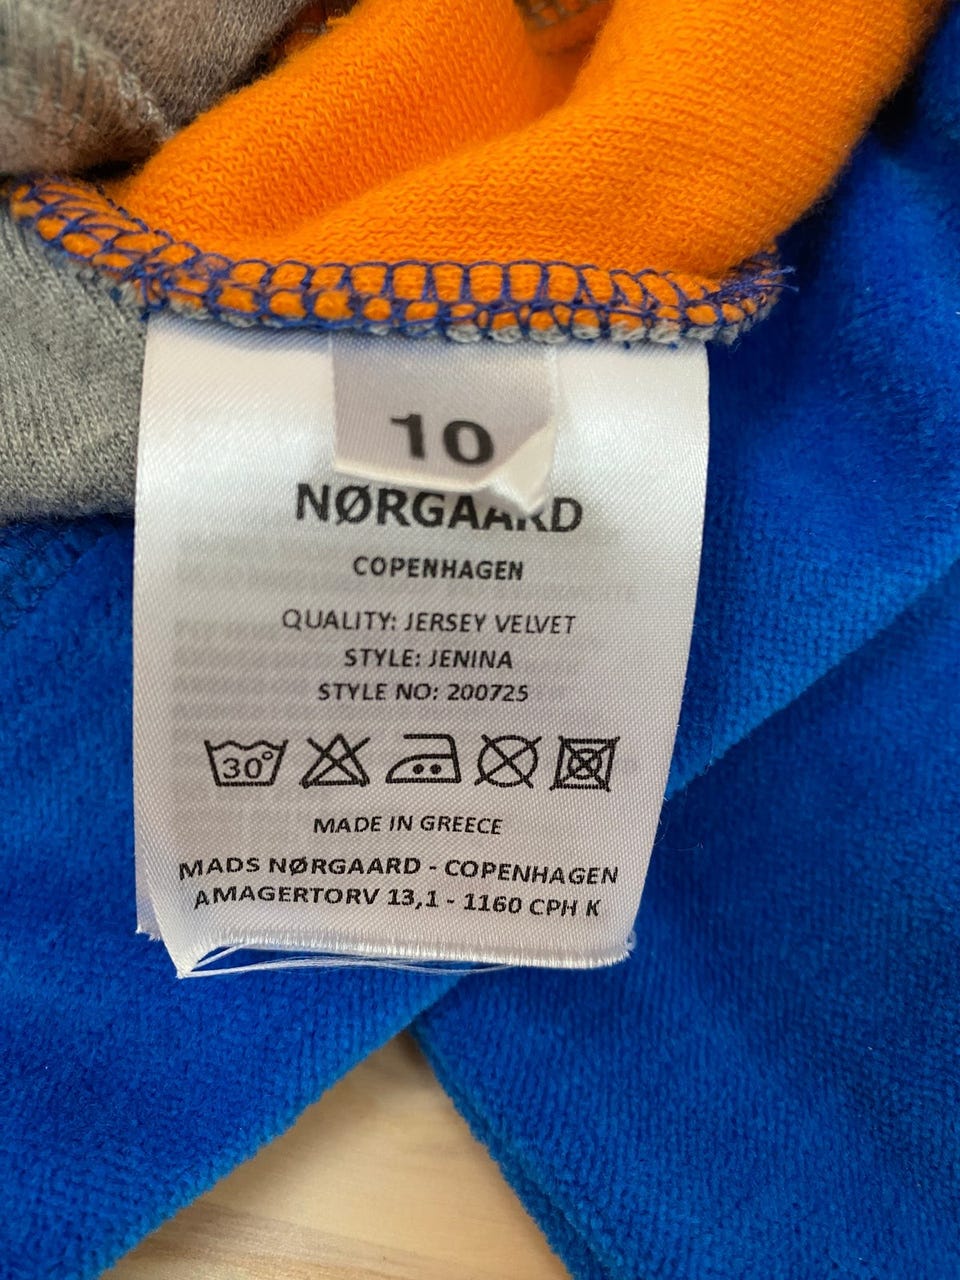 10
NØRGAARD
COPENHAGEN
QUALITY: JERSEY VELVET
STYLE: JENINA
STYLE NO: 200725
30°
MADE IN GREECE
MADS NØRGAARD - COPENHAGEN
AMAGERTORV 13,1 - 1160 CPH K